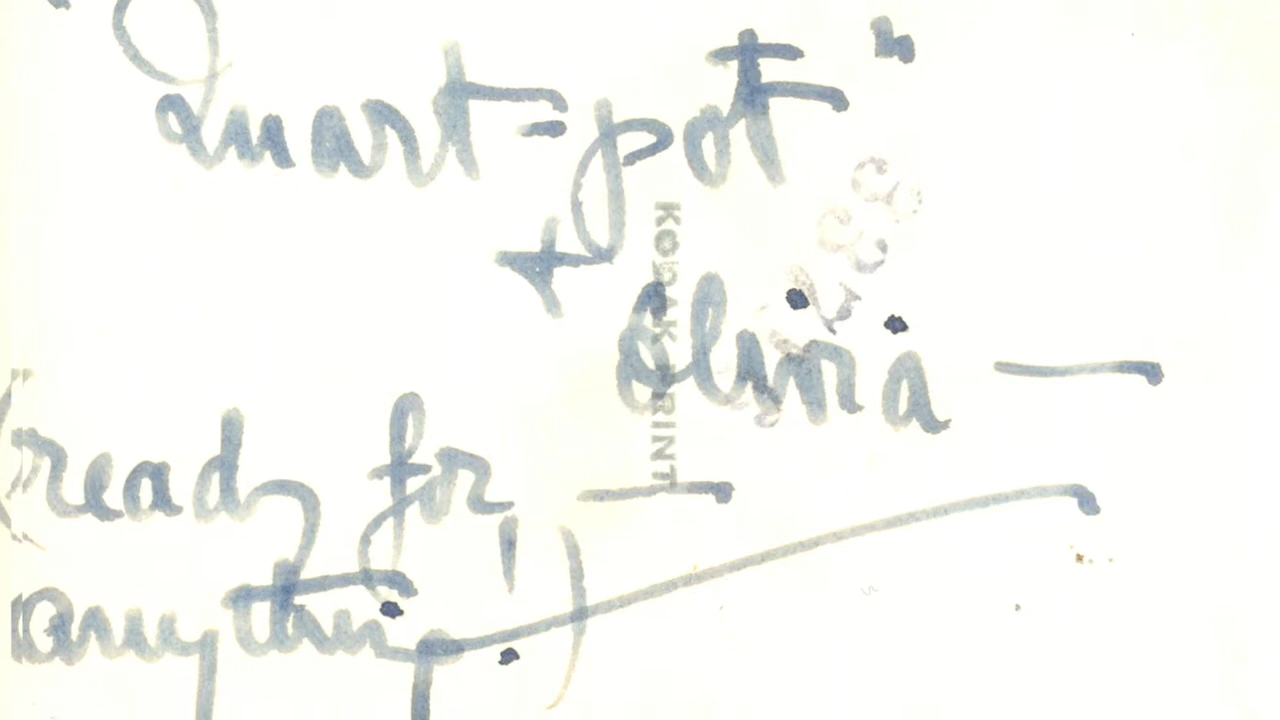 "Quart-pot"
+
Olivia —
(ready for —
anything!)
KODAK PRINT